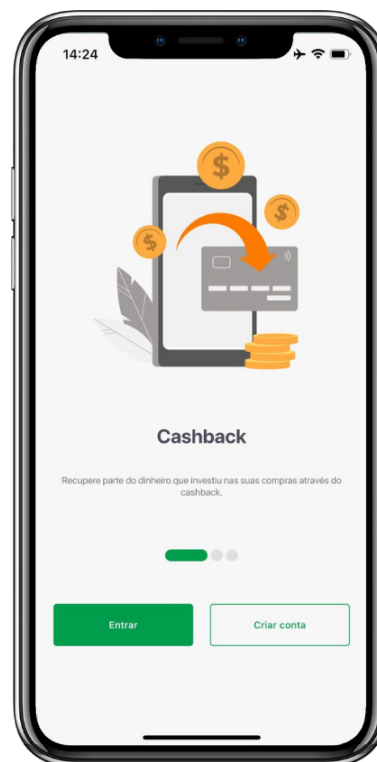 14:24
$
$
$
Cashback
Recupere parte do dinheiro que investiu nas suas compras através do
cashback.
Entrar
Criar conta